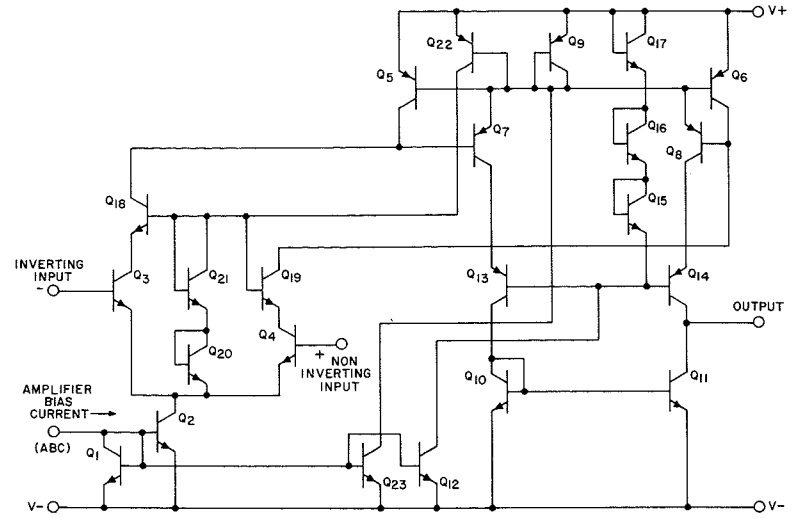 V+
Q22
Q9
Q17
Q5
Q6
Q7
Q16
Q8
Q18
Q15
INVERTING
INPUT
-
Q3
Q21
Q19
Q13
Q14
OUTPUT
Q20
Q4
+
NON
INVERTING
INPUT
AMPLIFIER
BIAS
CURRENT
(ABC)
Q2
Q10
Q11
Q1
Q23
Q12
V-
V-